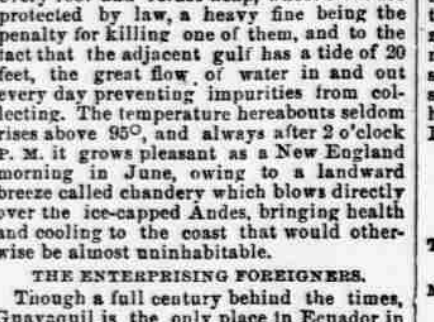 protected by law, a heavy fine being the
penalty for killing one of them, and to the
fact that the adjacent gulf has a tide of 20
feet, the great flow of water in and out
every day preventing impurities from col-
lecting. The temperature hereabouts seldom
rises above 95°, and always after 2 o'clock
P. M. it grows pleasant as a New England
morning in June, owing to a landward
breeze called chandery which blows directly
over the ice-capped Andes, bringing health
and cooling to the coast that would other-
wise be almost uninhabitable.
THE ENTERPRISING FOREIGNERS.
Though a full century behind the times,
Guayaquil is the only place in Ecuador in